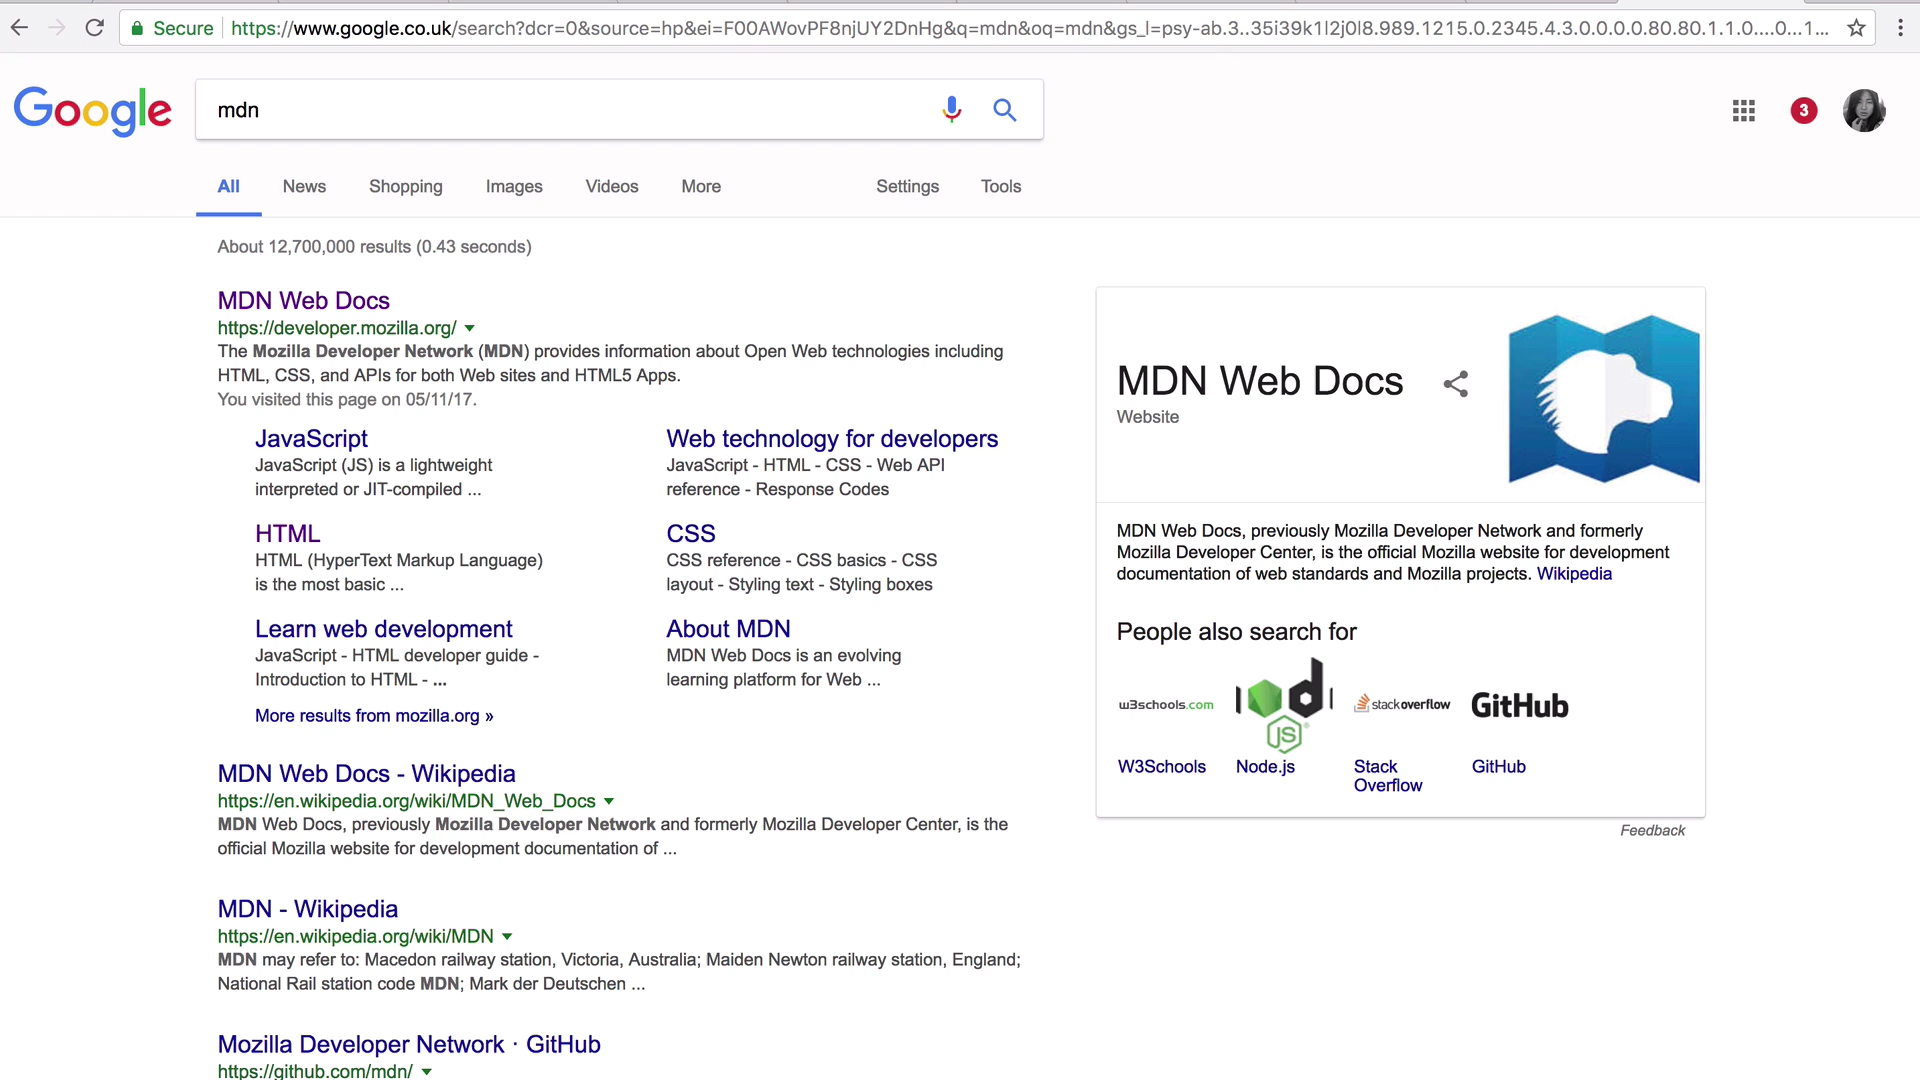 Secure
https://www.google.co.uk/search?dcr=0&source=hp&ei=F00AWovPF8njUY2DnHg&q=mdn&oq=mdn&gs_l=psy-ab.3..35i39k1l2j0l8.989.1215.0.2345.4.3.0.0.0.0.80.80.1.1.0....0...1...
Google
mdn
3
All
News
Shopping
Images
Videos
More
Settings
Tools
About 12,700,000 results (0.43 seconds)
MDN Web Docs
https://developer.mozilla.org/
The Mozilla Developer Network (MDN) provides information about Open Web technologies including
HTML, CSS, and APIs for both Web sites and HTML5 Apps.
You visited this page on 05/11/17.
JavaScript
JavaScript (JS) is a lightweight
interpreted or JIT-compiled ...
Web technology for developers
JavaScript - HTML - CSS - Web API
reference - Response Codes
HTML
HTML (HyperText Markup Language)
is the most basic ...
CSS
CSS reference - CSS basics - CSS
layout - Styling text - Styling boxes
Learn web development
JavaScript - HTML developer guide -
Introduction to HTML - ...
About MDN
MDN Web Docs is an evolving
learning platform for Web ...
More results from mozilla.org »
MDN Web Docs - Wikipedia
https://en.wikipedia.org/wiki/MDN_Web_Docs
MDN Web Docs, previously Mozilla Developer Network and formerly Mozilla Developer Center, is the
official Mozilla website for development documentation of ...
MDN - Wikipedia
https://en.wikipedia.org/wiki/MDN
MDN may refer to: Macedon railway station, Victoria, Australia; Maiden Newton railway station, England;
National Rail station code MDN; Mark der Deutschen ...
Mozilla Developer Network · GitHub
https://github.com/mdn/
MDN Web Docs
Website
MDN Web Docs, previously Mozilla Developer Network and formerly
Mozilla Developer Center, is the official Mozilla website for development
documentation of web standards and Mozilla projects. Wikipedia
People also search for
w3schools.com
d
JS
stackoverflow
GitHub
W3Schools
Node.js
Stack
Overflow
GitHub
Feedback